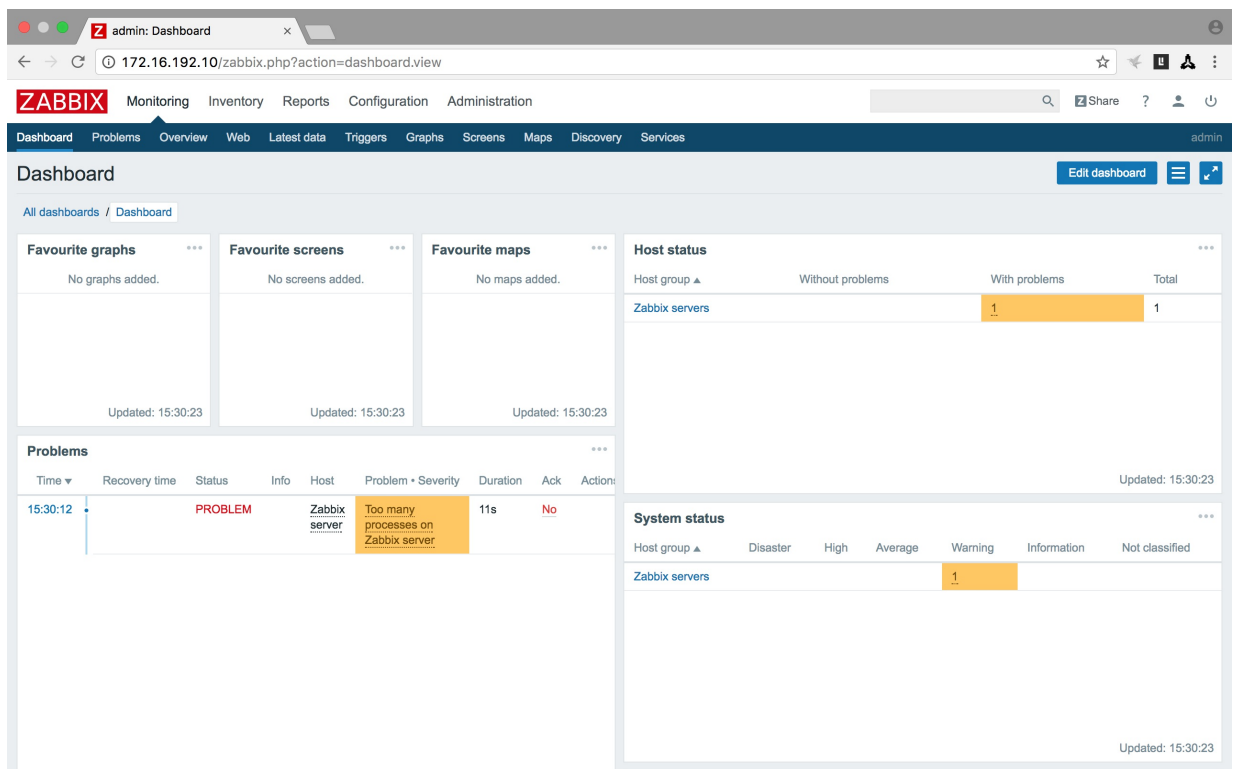 admin: Dashboard
172.16.192.10/zabbix.php?action=dashboard.view
ZABBIX Monitoring Inventory Reports Configuration Administration Z Share ?
Dashboard Problems Overview Web Latest data Triggers Graphs Screens Maps Discovery Services admin
Dashboard Edit dashboard
All dashboards / Dashboard
Favourite graphs
No graphs added.
Updated: 15:30:23
Favourite screens
No screens added.
Updated: 15:30:23
Favourite maps
No maps added.
Updated: 15:30:23
Host status
Host group Without problems With problems Total
Zabbix servers 1 1
Updated: 15:30:23
Problems
Time Recovery time Status Info Host Problem • Severity Duration Ack Actions
15:30:12 PROBLEM Zabbix Too many 11s No
server processes on
Zabbix server
System status
Host group Disaster High Average Warning Information Not classified
Zabbix servers 1
Updated: 15:30:23